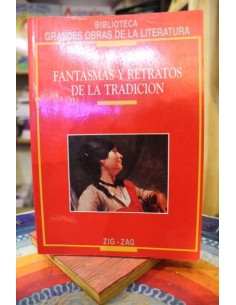 BIBLIOTECA
GRANDES OBRAS DE LA LITERATURA
FANTASMAS Y RETRATOS
DE LA TRADICION
ZIG-ZAG